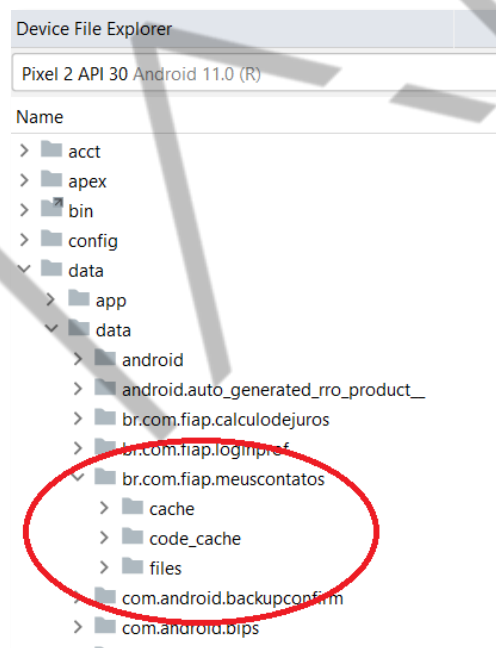 Device File Explorer
Pixel 2 API 30 Android 11.0 (R)
Name
acct
apex
bin
config
data
app
data
android
android.auto_generated_rro_product__
br.com.fiap.calculodejuros
br.com.fiap.loginprof
br.com.fiap.meuscontatos
cache
code_cache
files
com.android.backupconfirm
com.android.bips